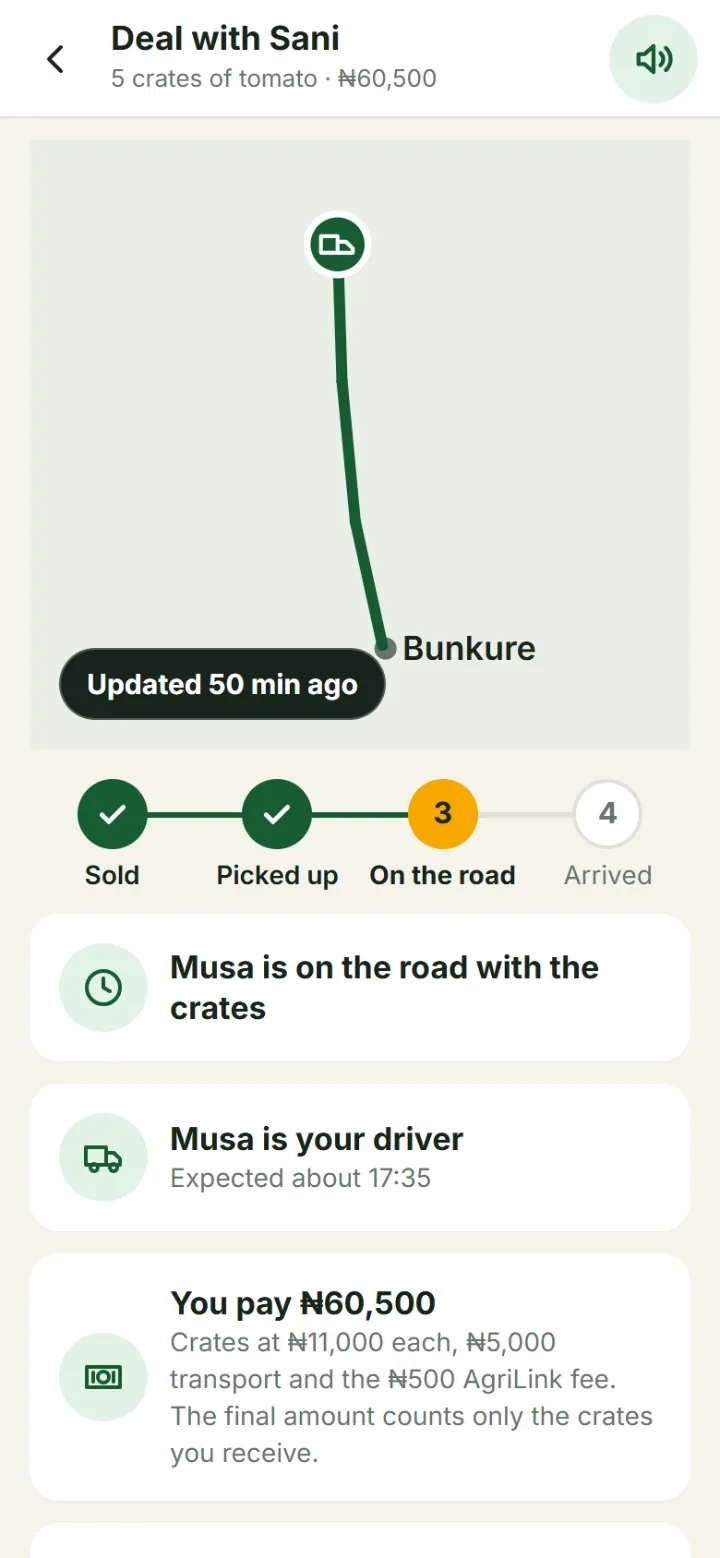 Deal with Sani
5 crates of tomato · ₦60,500
Bunkure
Updated 50 min ago
3
4
Sold
Picked up
On the road
Arrived
Musa is on the road with the
crates
Musa is your driver
Expected about 17:35
You pay ₦60,500
Crates at ₦11,000 each, ₦5,000
transport and the ₦500 AgriLink fee.
The final amount counts only the crates
you receive.